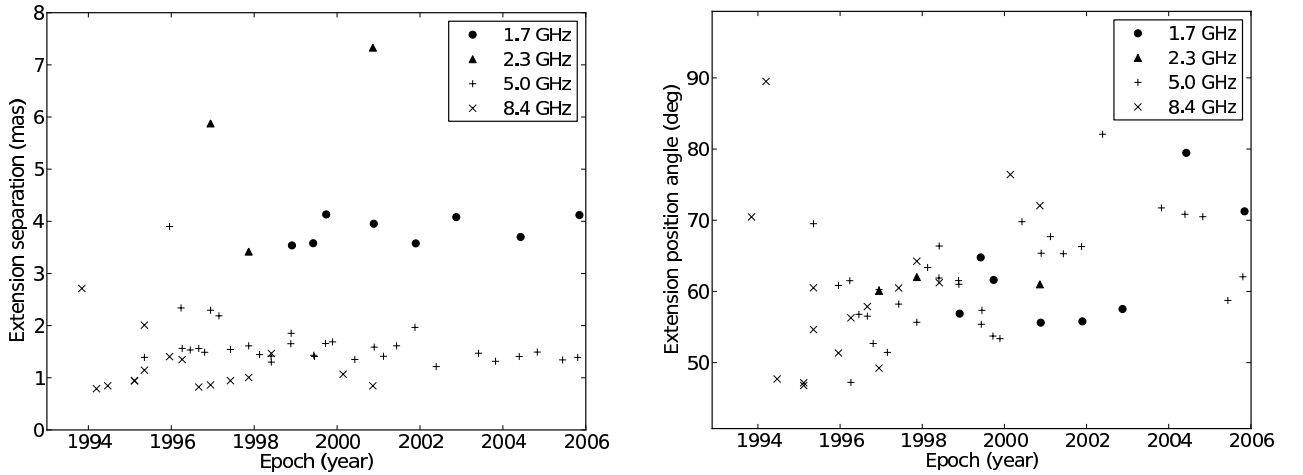 8
7
6
5
4
3
2
1
0
Extension separation (mas)
1.7 GHz
2.3 GHz
5.0 GHz
8.4 GHz
1994 1996 1998 2000 2002 2004 2006
Epoch (year)
90
80
70
60
50
Extension position angle (deg)
1.7 GHz
2.3 GHz
5.0 GHz
8.4 GHz
1994 1996 1998 2000 2002 2004 2006
Epoch (year)